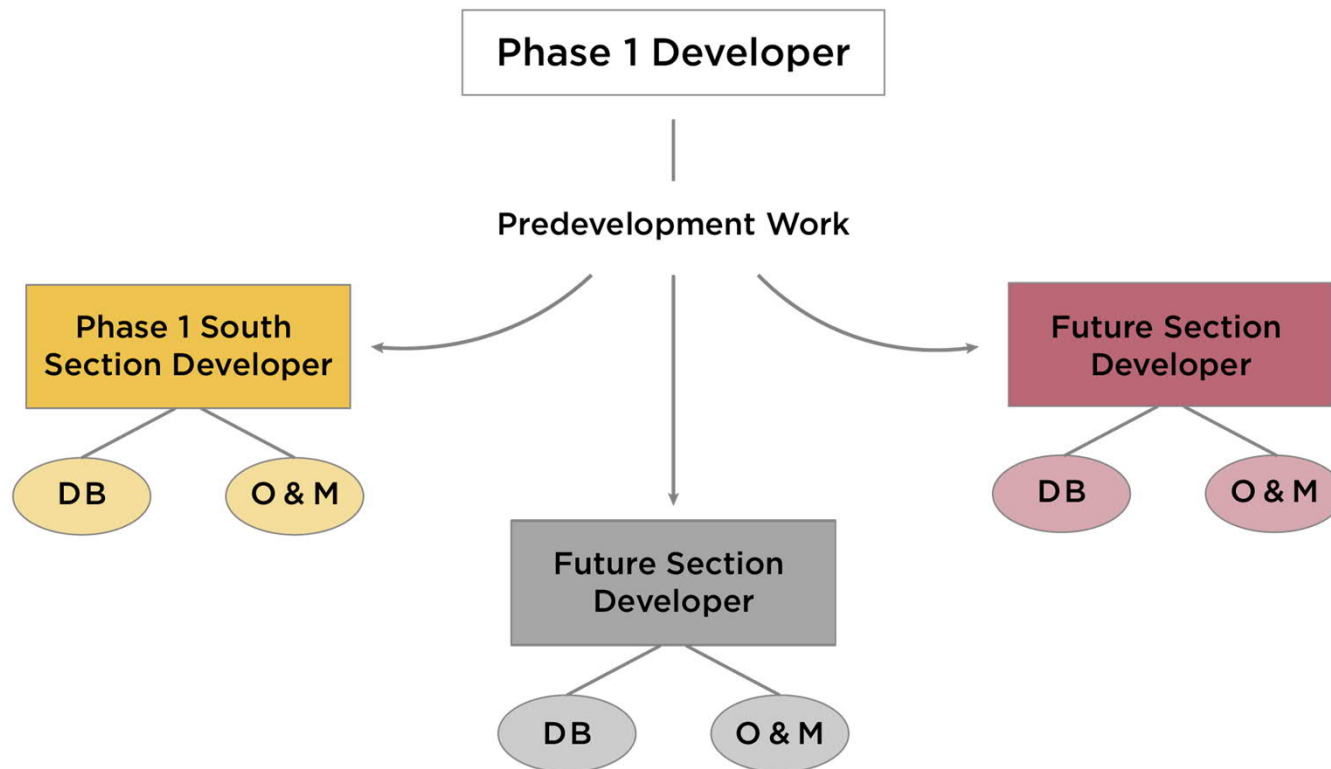 Phase 1 Developer
Predevelopment Work
Phase 1 South
Section Developer
DB
O & M
Future Section
Developer
DB
O & M
Future Section
Developer
DB
O & M